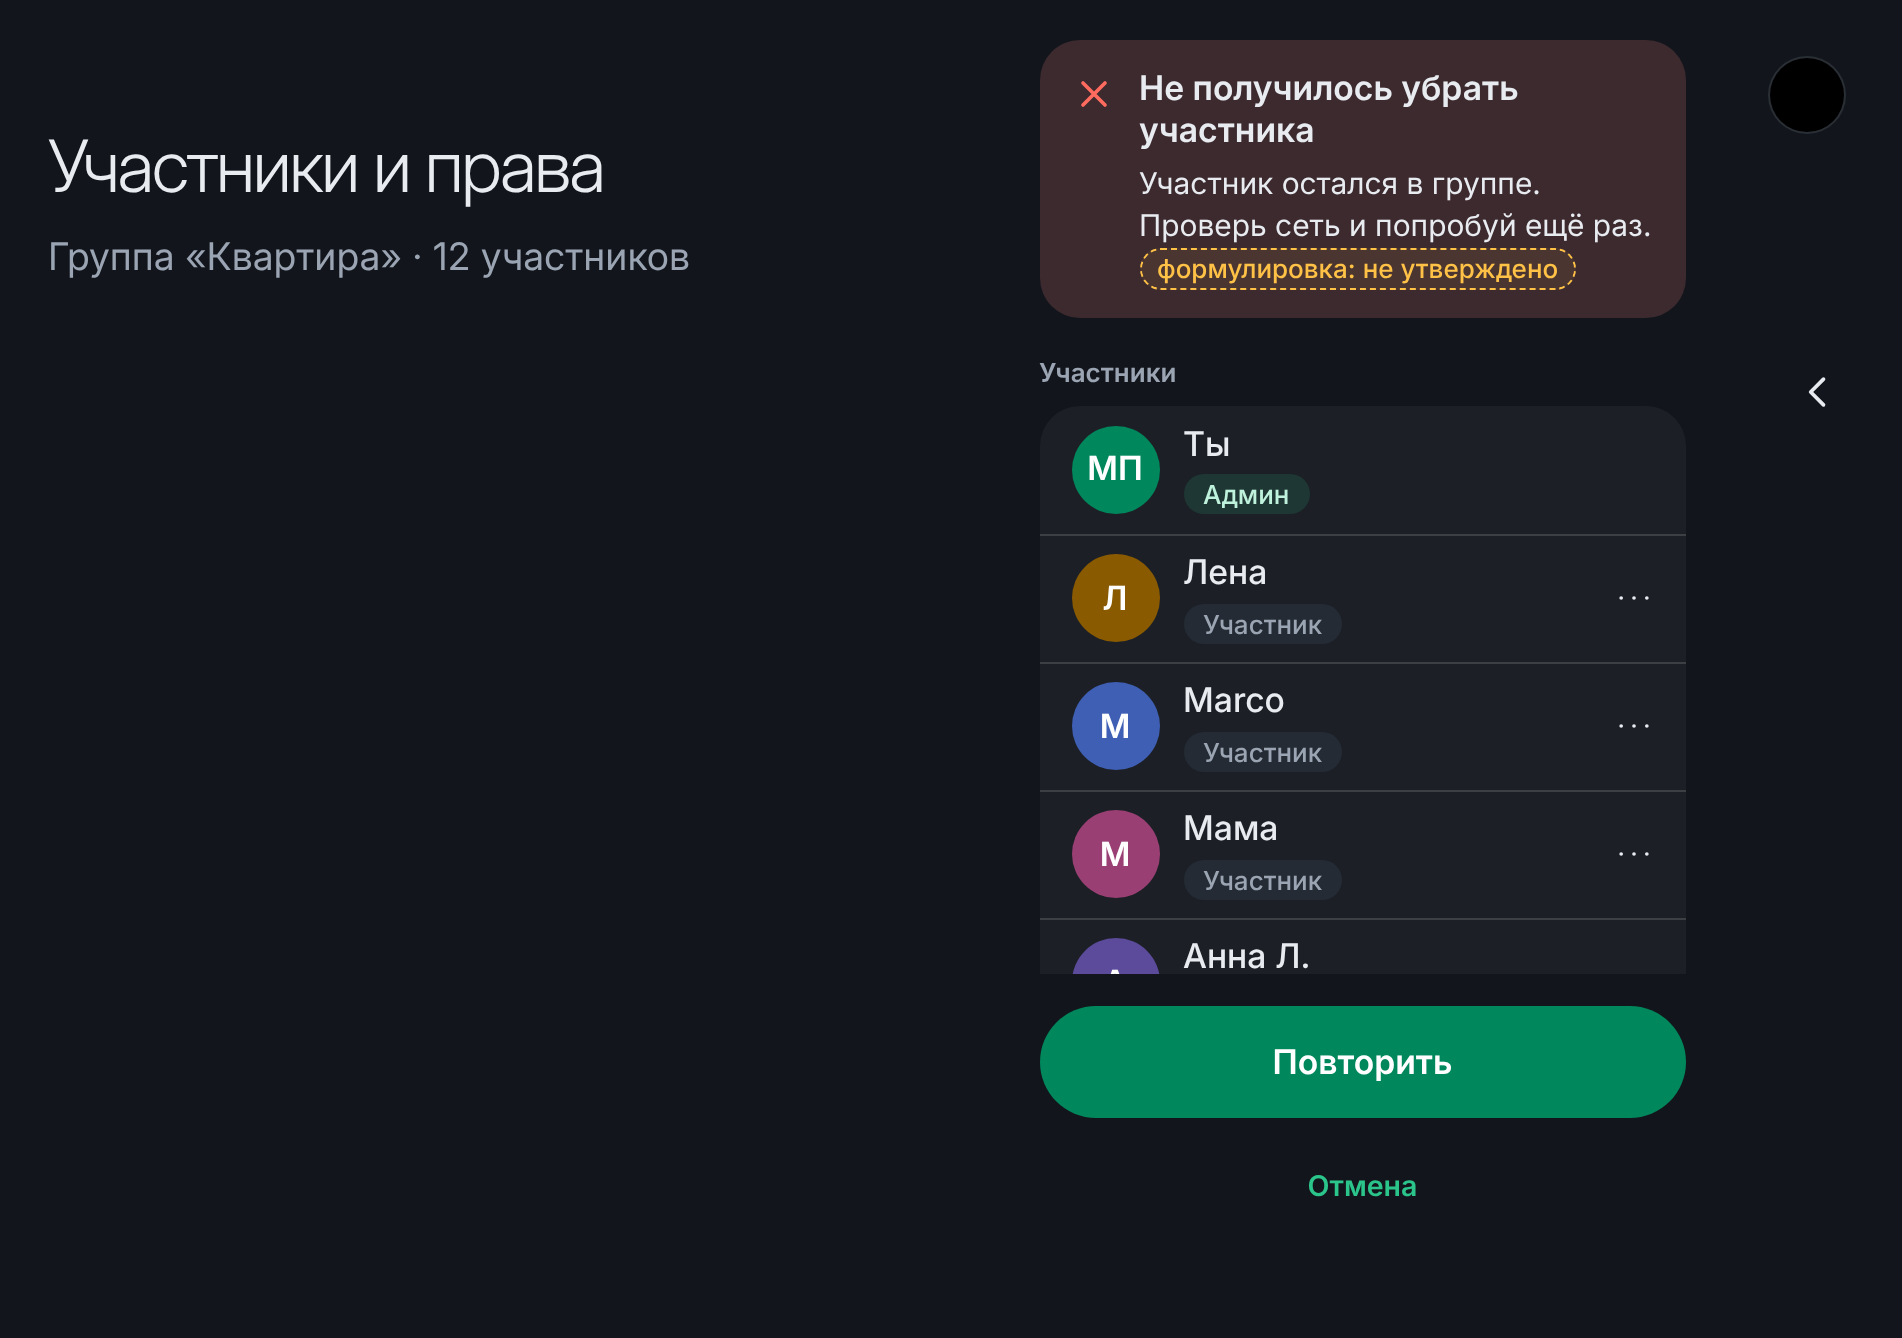 Участники и права
Группа «Квартира» · 12 участников
Не получилось убрать
участника
Участник остался в группе.
Проверь сеть и попробуй ещё раз.
формулировка: не утверждено
Участники
МП
Ты
Админ
Л
Лена
Участник
M
Marco
Участник
М
Мама
Участник
Анна Л.
Повторить
Отмена